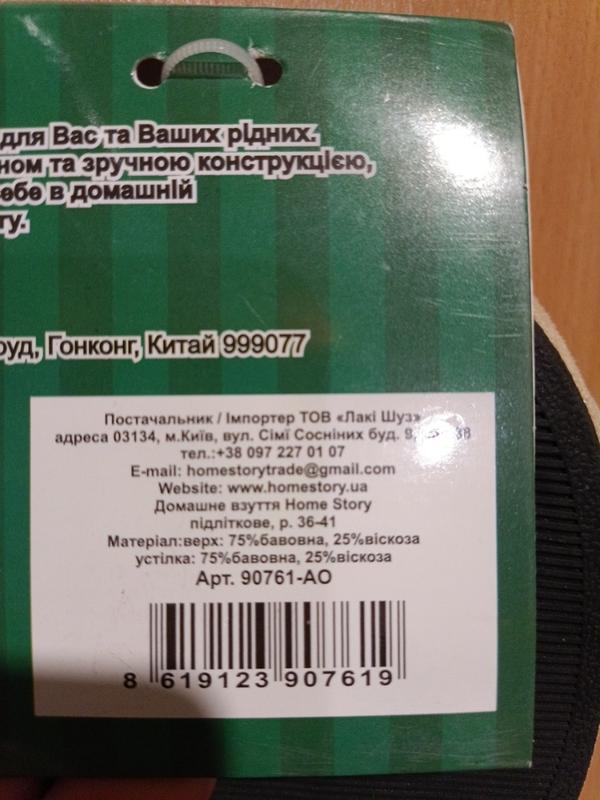 для Вас та Ваших рідних.
ном та зручною конструкцією,
ебе в домашній
ту.
руд, Гонконг, Китай 999077
Постачальник / Імпортер ТОВ «Лакі Шуз»
адреса 03134, м.Київ, вул. Сімї Сосніних буд. 9,
тел.:+38 097 227 01 07
E-mail: homestorytrade@gmail.com
Website: www.homestory.ua
Домашне взуття Home Story
підліткове, р. 36-41
Матеріал:верх: 75%бавовна, 25%віскоза
устілка: 75%бавовна, 25%віскоза
Арт. 90761-АО
8 619123 907619